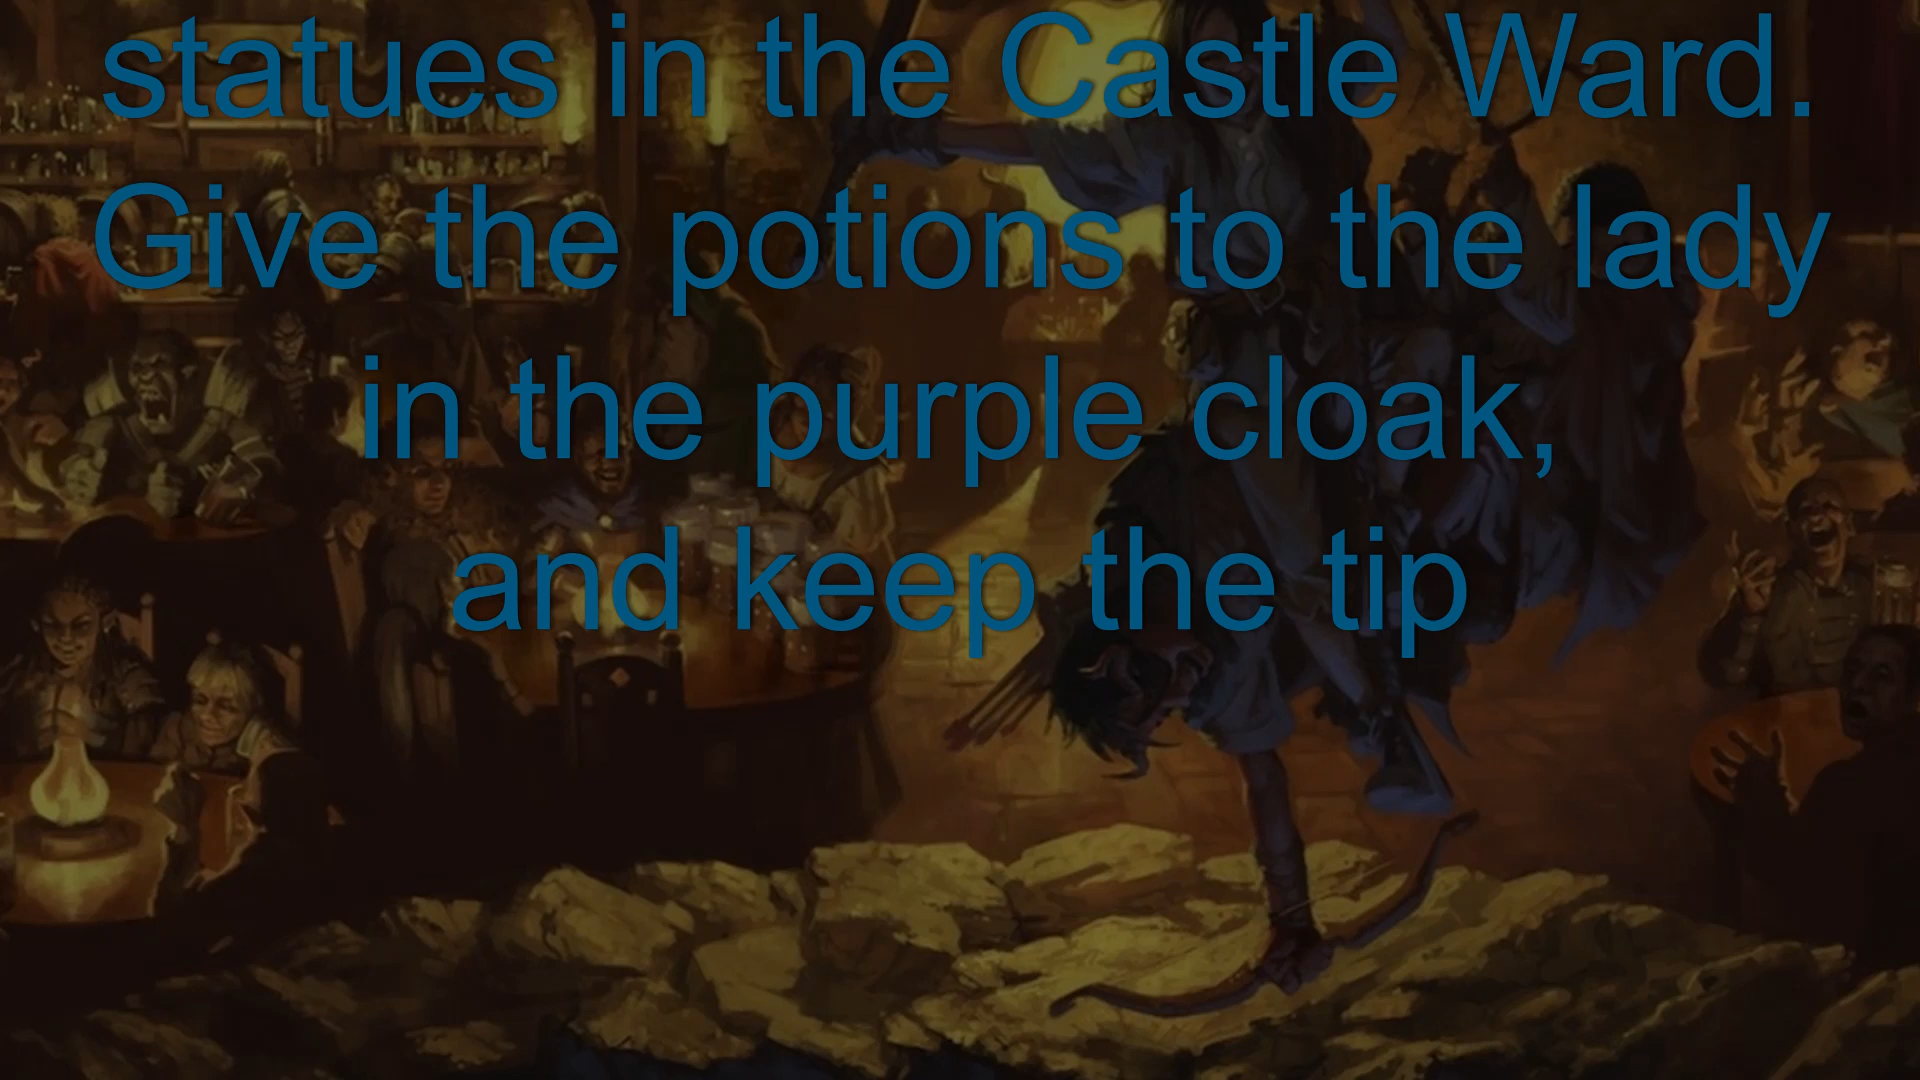 statues in the Castle Ward.
Give the potions to the lady
in the purple cloak,
and keep the tip